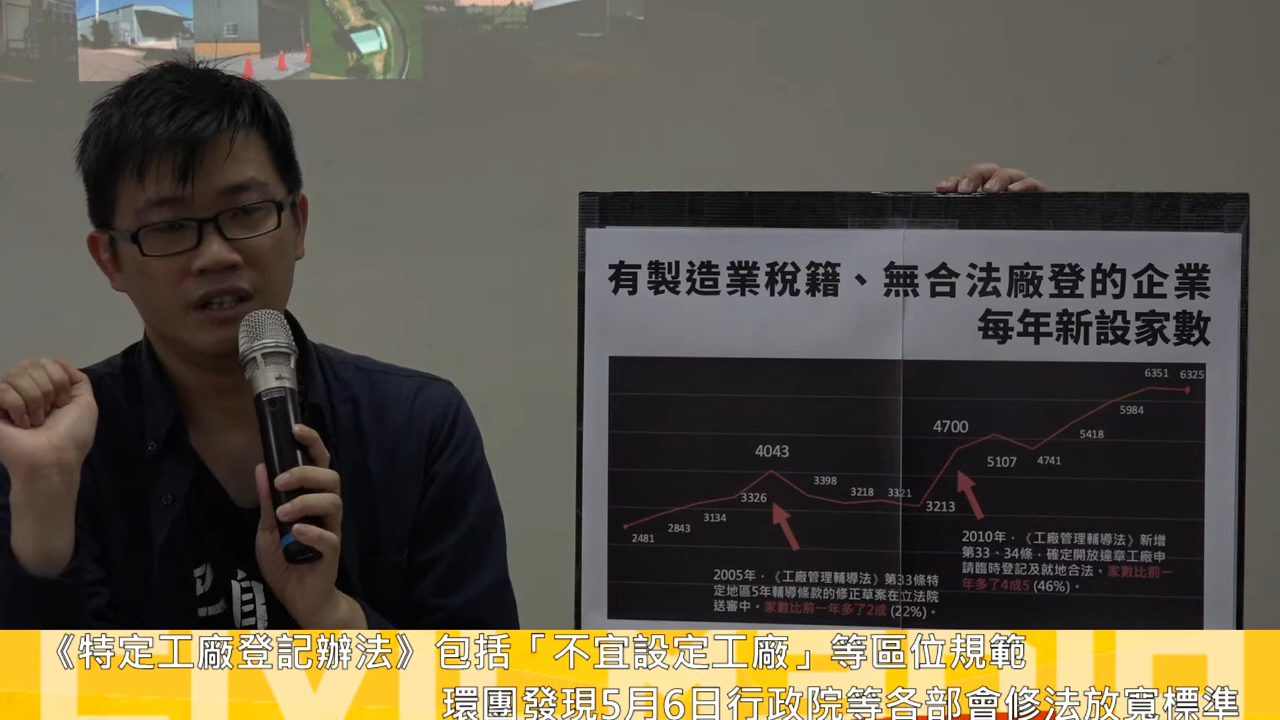 有製造業稅籍、無合法廠登的企業
每年新設家數
6351
6325
5984
5418
4741
5107
4700
3213
3321
3218
3398
4043
3326
3134
2843
2481
2010年，《工廠管理輔導法》新增
第33、34條，確定開放違章工廠申
請臨時登記及就地合法。家數比前一
年多了4成5 (46%)。
2005年，《工廠管理輔導法》第33條特
定地區5年輔導條款的修正草案在立法院
送審中。家數比前一年多了2成 (22%)。
《特定工廠登記辦法》包括「不宜設定工廠」等區位規範
環團發現5月6日行政院等各部會修法放寬標準